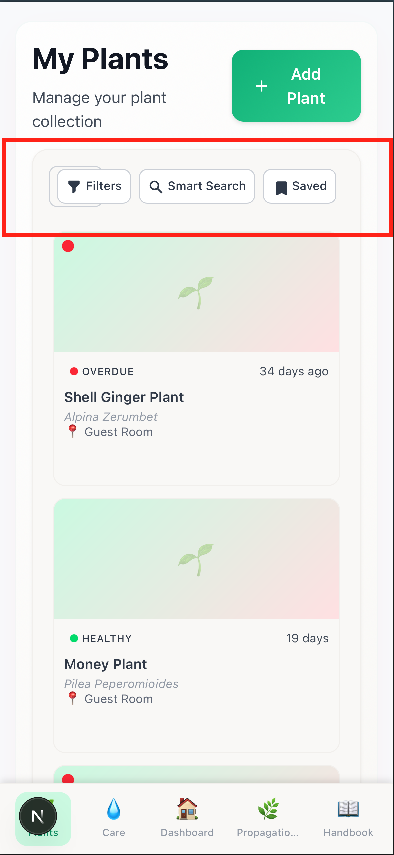 My Plants
Manage your plant
collection
+ Add
Plant
Filters
Smart Search
Saved
OVERDUE
34 days ago
Shell Ginger Plant
Alpina Zerumbet
Guest Room
HEALTHY
19 days
Money Plant
Pilea Peperomioides
Guest Room
N
Care
Dashboard
Propagatio...
Handbook